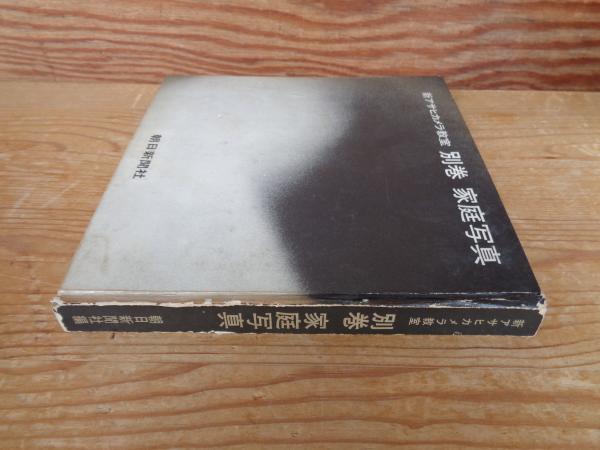 新アサヒカメラ教室 別巻 家庭写真
朝日新聞社
新アサヒカメラ教室 別巻 家庭写真 朝日新聞社編